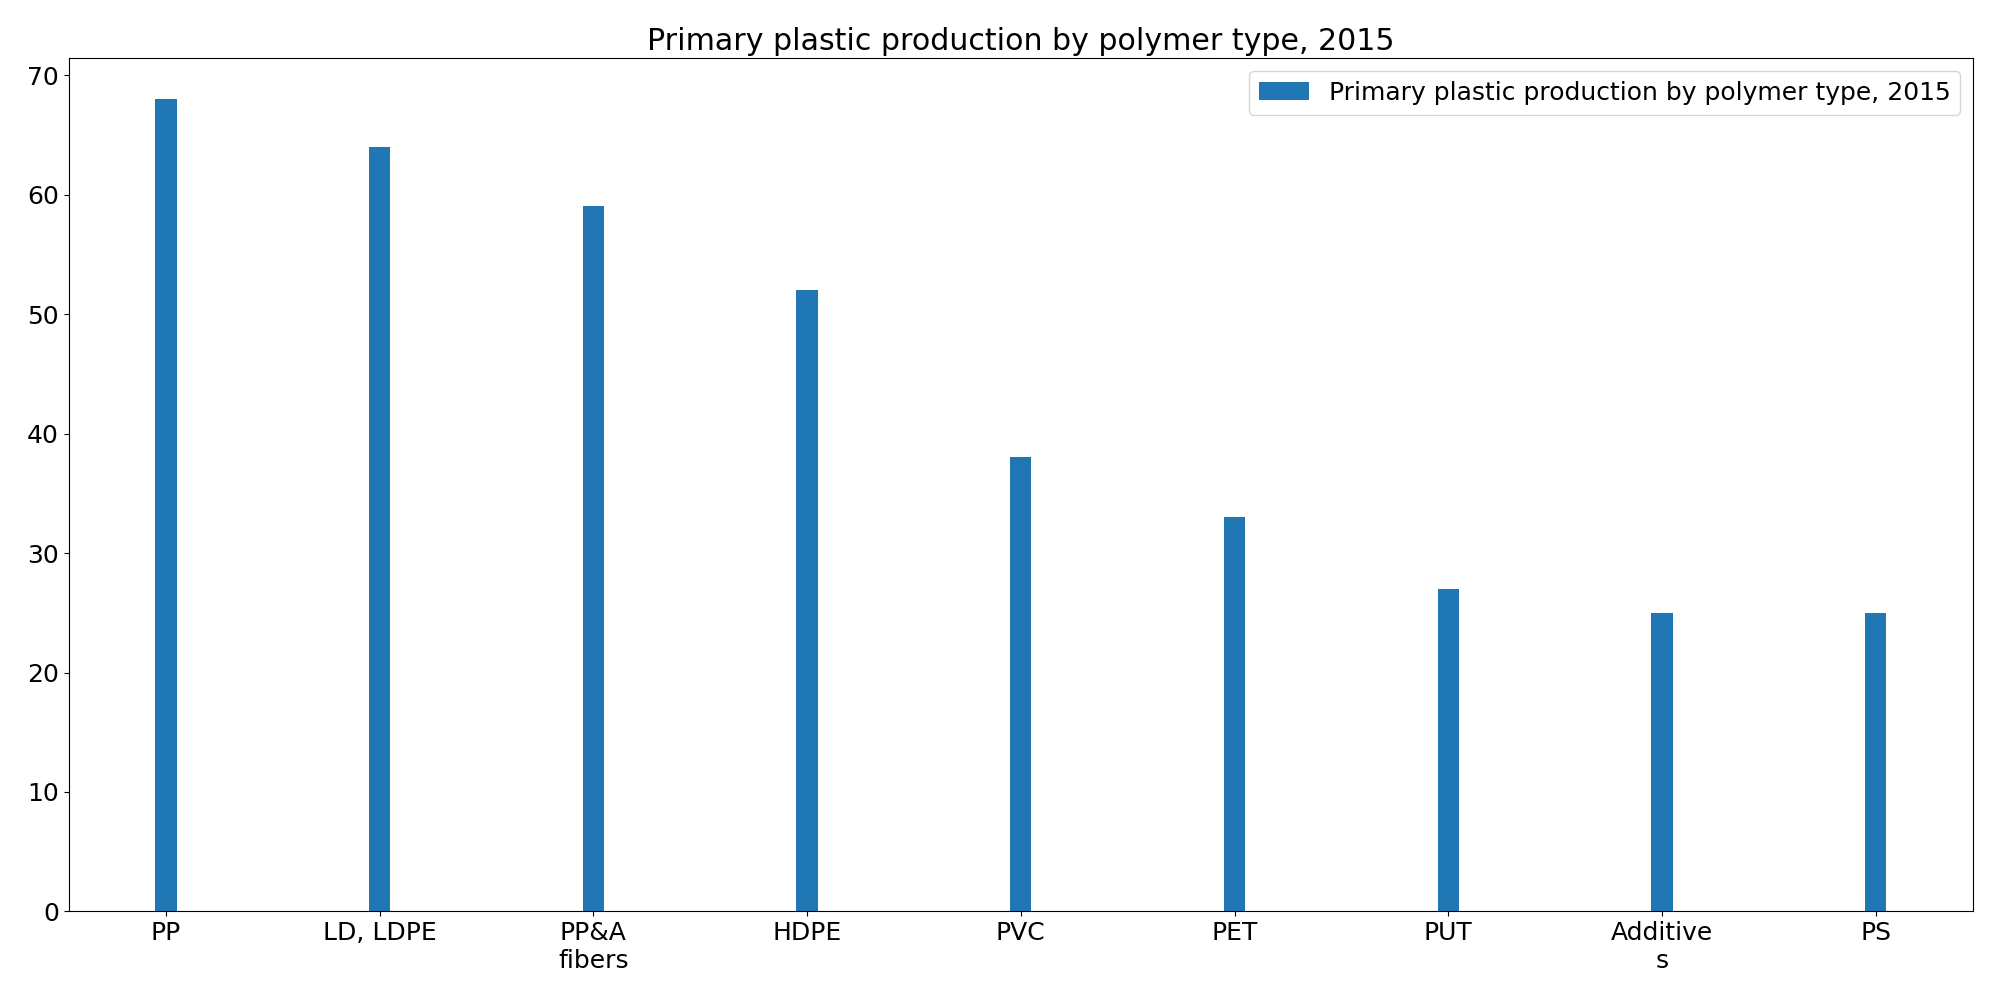 Primary plastic production by polymer type, 2015
Primary plastic production by polymer type, 2015
70
60
50
40
30
20
10
0
PP
LD, LDPE
PP&A
fibers
HDPE
PVC
PET
PUT
Additive
s
PS